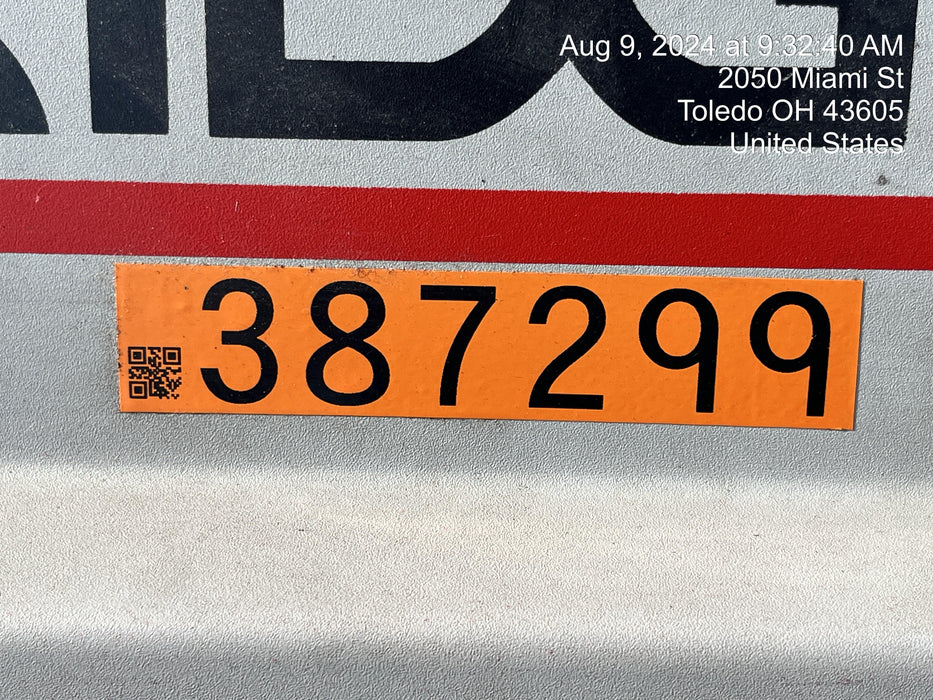 Aug 9, 2024 at 9:32:40 AM
2050 Miami St
Toledo OH 43605
United States
387299